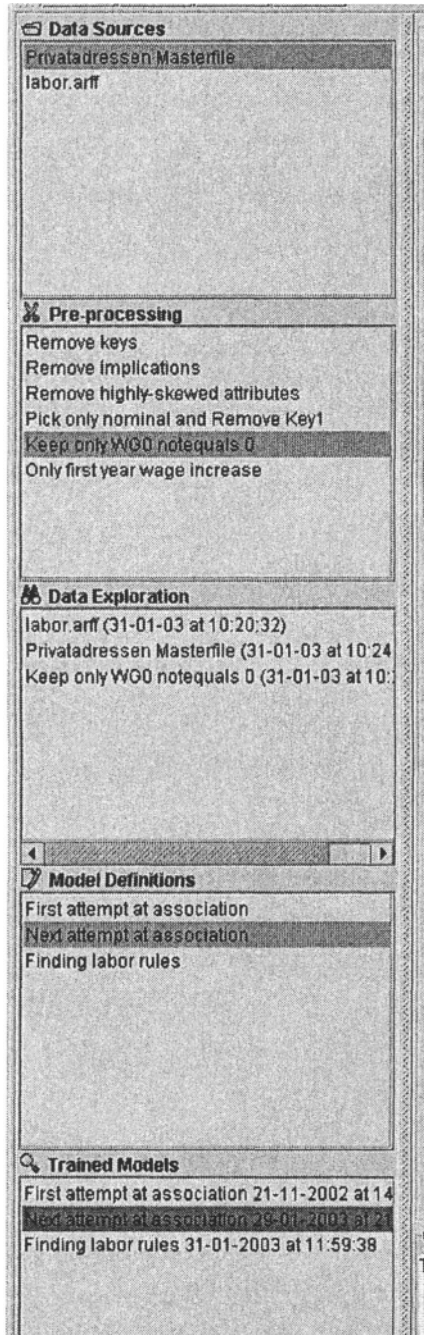 Data Sources
Privatadressen Masterfile
labor.arff
Pre-processing
Remove keys
Remove implications
Remove highly-skewed attributes
Pick only nominal and Remove Key1
Keep only WG0 notequals 0
Only first year wage increase
Data Exploration
labor.arff (31-01-03 at 10:20:32)
Privatadressen Masterfile (31-01-03 at 10:24
Keep only WG0 notequals 0 (31-01-03 at 10:
Model Definitions
First attempt at association
Next attempt at association
Finding labor rules
Trained Models
First attempt at association 21-11-2002 at 14
Next attempt at association 29-01-2003 at 21
Finding labor rules 31-01-2003 at 11:59:38
T